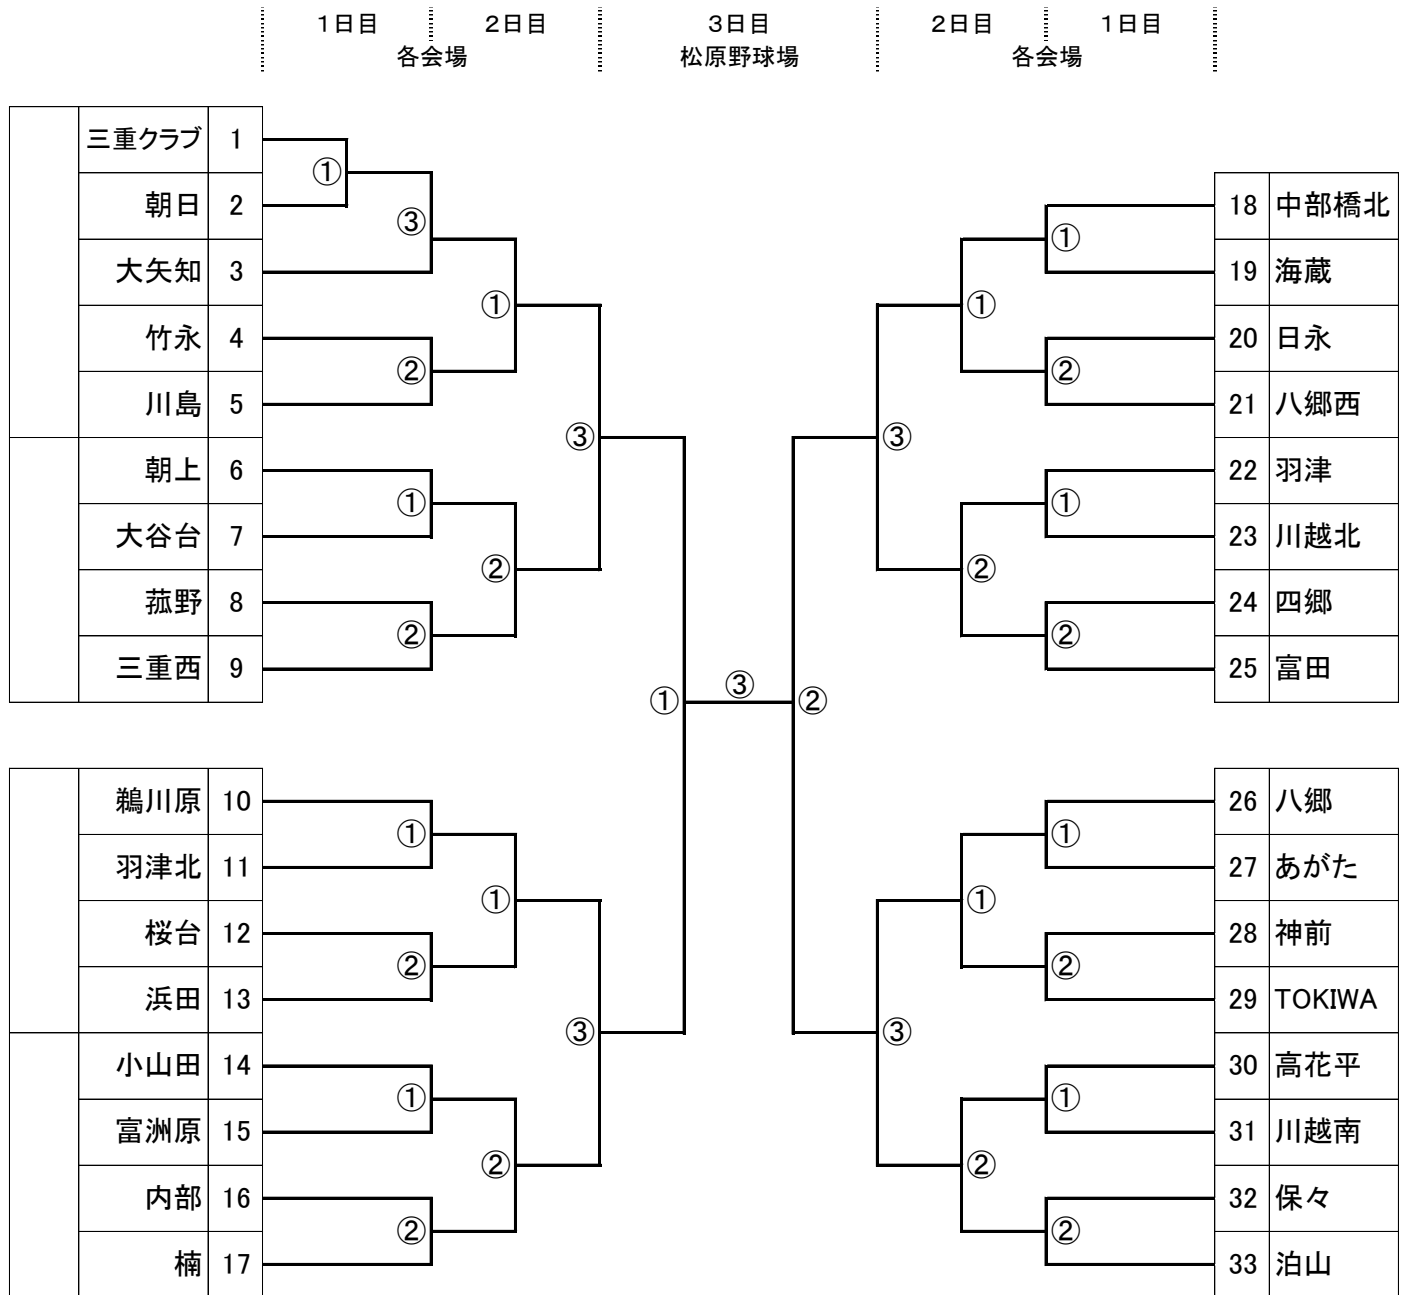 1日目 2日目 3日目 2日目 1日目
各会場 松原野球場 各会場
三重クラブ 1
①
朝日 2 18 中部橋北
③ ①
大矢知 3 19 海蔵
① ①
竹永 4 20 日永
② ②
川島 5 21 八郷西
③ ③
朝上 6 22 羽津
① ①
大谷台 7 23 川越北
② ②
菰野 8 24 四郷
② ②
三重西 9 25 富田
① ③ ②
鵜川原 10 26 八郷
① ①
羽津北 11 27 あがた
① ①
桜台 12 28 神前
② ②
浜田 13 29 TOKIWA
③ ③
小山田 14 30 高花平
① ①
富洲原 15 31 川越南
② ②
内部 16 32 保々
② ②
楠 17 33 泊山